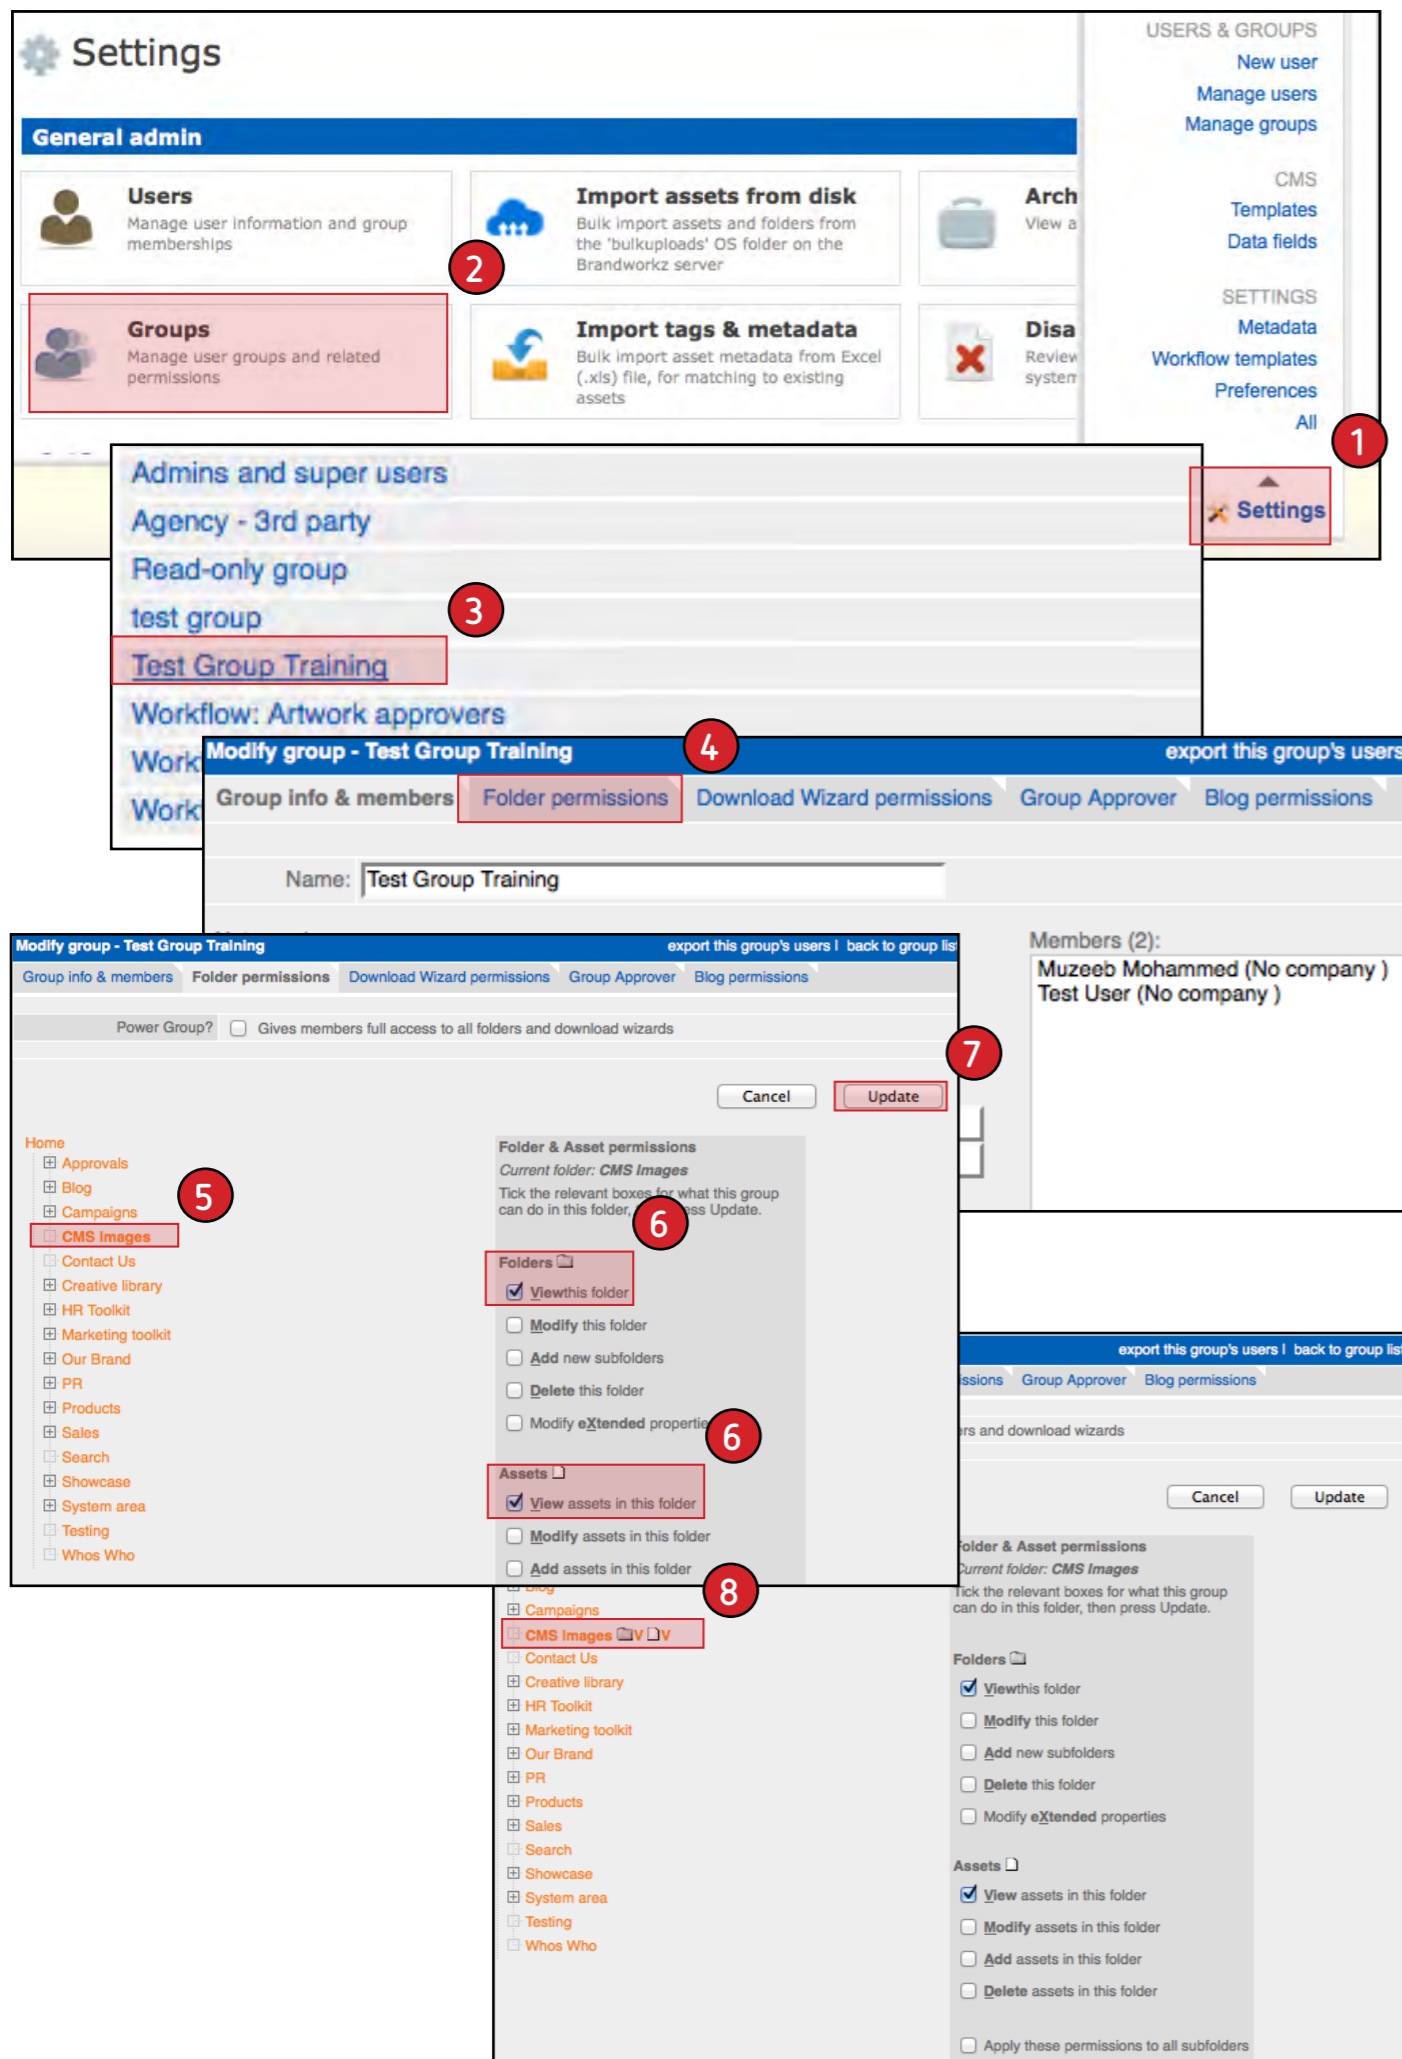 Settings
General admin
Users
Manage user information and group
memberships
Import assets from disk
Bulk import assets and folders from
the 'bulkuploads' OS folder on the
Brandworkz server
Arch
View a
2
Groups
Manage user groups and related
permissions
Import tags & metadata
Bulk import asset metadata from Excel
(.xls) file, for matching to existing
assets
Disa
Review
system
USERS & GROUPS
New user
Manage users
Manage groups
CMS
Templates
Data fields
SETTINGS
Metadata
Workflow templates
Preferences
All
1
Settings
Admins and super users
Agency - 3rd party
Read-only group
test group
3
Test Group Training
Workflow: Artwork approvers
Work
Work
Modify group - Test Group Training
4
export this group's users
Group info & members Folder permissions Download Wizard permissions Group Approver Blog permissions
Name: Test Group Training
Members (2):
Muzeeb Mohammed (No company )
Test User (No company )
Modify group - Test Group Training export this group's users | back to group lis
Group info & members Folder permissions Download Wizard permissions Group Approver Blog permissions
Power Group? Gives members full access to all folders and download wizards
7
Cancel Update
Home
Approvals
Blog
5
Campaigns
CMS Images
Contact Us
Creative library
HR Toolkit
Marketing toolkit
Our Brand
PR
Products
Sales
Search
Showcase
System area
Testing
Whos Who
Folder & Asset permissions
Current folder: CMS Images
Tick the relevant boxes for what this group
can do in this folder, ess Update.
6
Folders
Viewthis folder
Modify this folder
Add new subfolders
Delete this folder
Modify eXtended propertie
6
Assets
View assets in this folder
Modify assets in this folder
Add assets in this folder
export this group's users | back to group list
issions Group Approver Blog permissions
ers and download wizards
Cancel Update
8
Blog
Campaigns
CMS Images V V
Contact Us
Creative library
HR Toolkit
Marketing toolkit
Our Brand
PR
Products
Sales
Search
Showcase
System area
Testing
Whos Who
Folder & Asset permissions
Current folder: CMS Images
Tick the relevant boxes for what this group
can do in this folder, then press Update.
Folders
Viewthis folder
Modify this folder
Add new subfolders
Delete this folder
Modify eXtended properties
Assets
View assets in this folder
Modify assets in this folder
Add assets in this folder
Delete assets in this folder
Apply these permissions to all subfolders